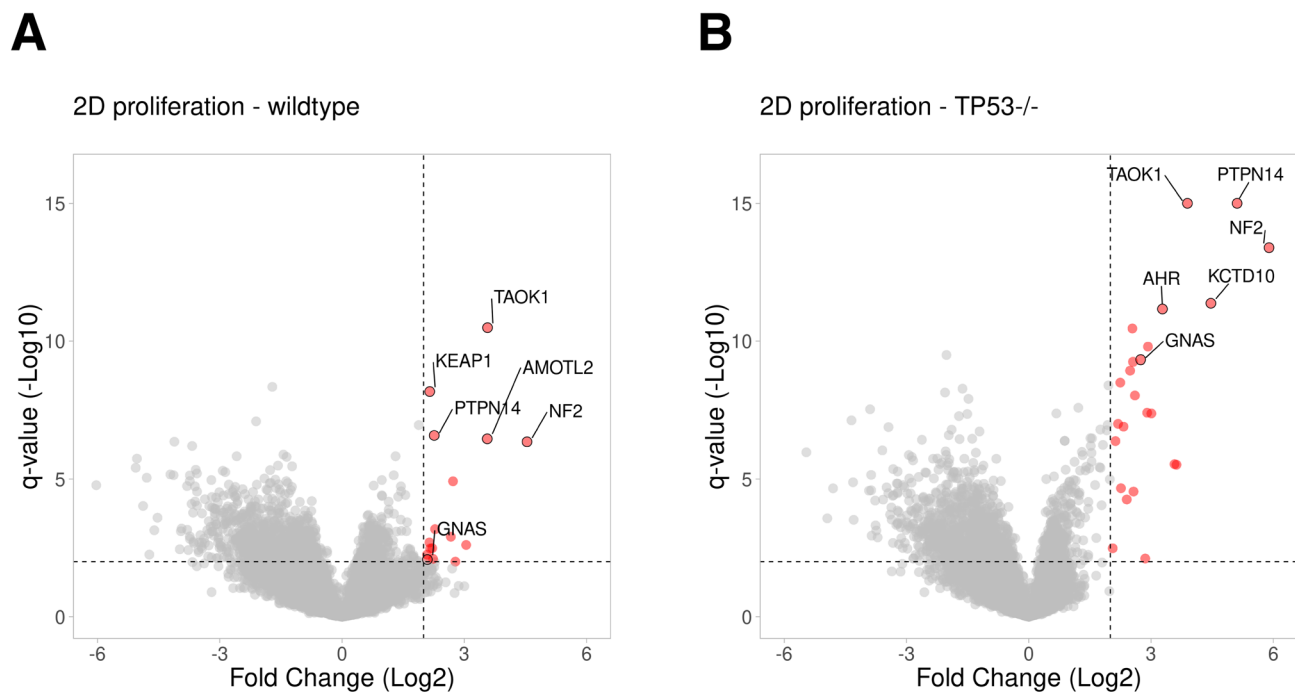 A
B
2D proliferation - wildtype
2D proliferation - TP53-/-
q-value (-Log10)
15
10
5
0
TAOK1
KEAP1
AMOTL2
PTPN14
NF2
GNAS
-6
-3
0
3
6
Fold Change (Log2)
q-value (-Log10)
15
10
5
0
TAOK1
PTPN14
NF2
AHR
KCTD10
GNAS
-6
-3
0
3
6
Fold Change (Log2)